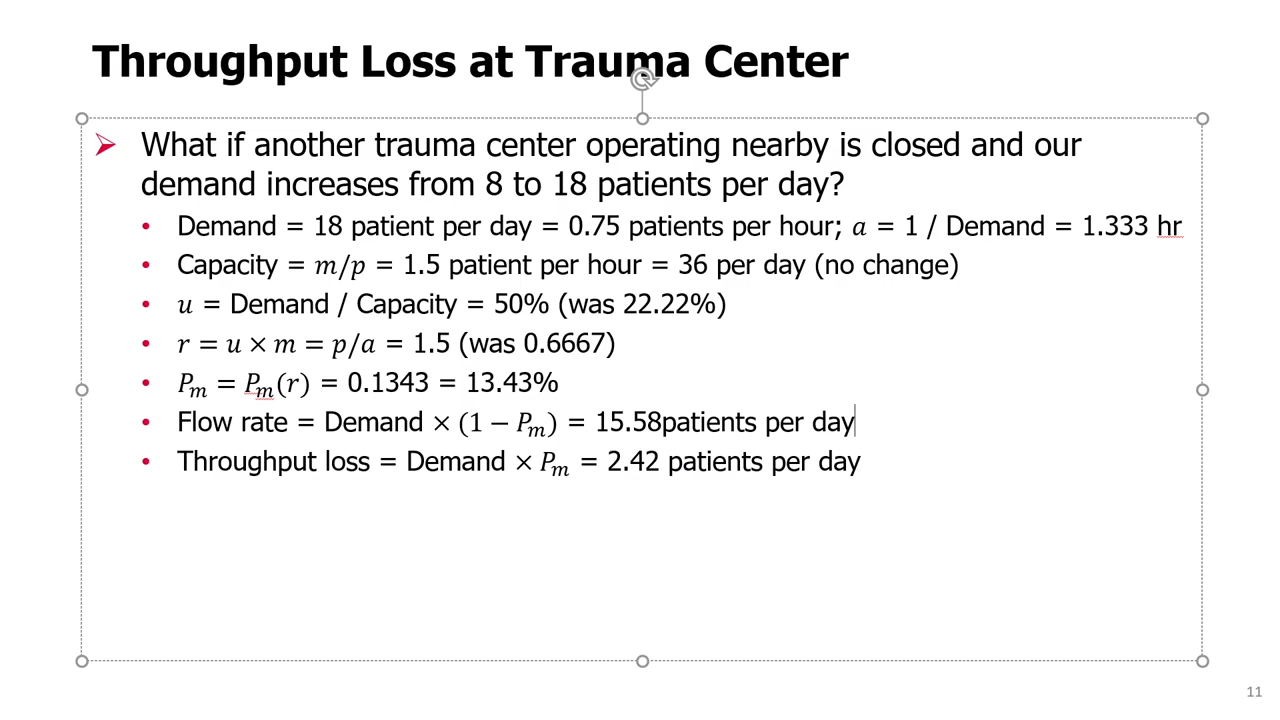 Throughput Loss at Trauma Center
What if another trauma center operating nearby is closed and our
demand increases from 8 to 18 patients per day?
• Demand = 18 patient per day = 0.75 patients per hour; a = 1 / Demand = 1.333 hr
• Capacity = m/p = 1.5 patient per hour = 36 per day (no change)
• u = Demand / Capacity = 50% (was 22.22%)
• r = u × m = p/a = 1.5 (was 0.6667)
• Pₘ = Pₘ(r) = 0.1343 = 13.43%
• Flow rate = Demand × (1 − Pₘ) = 15.58patients per day
• Throughput loss = Demand × Pₘ = 2.42 patients per day
11